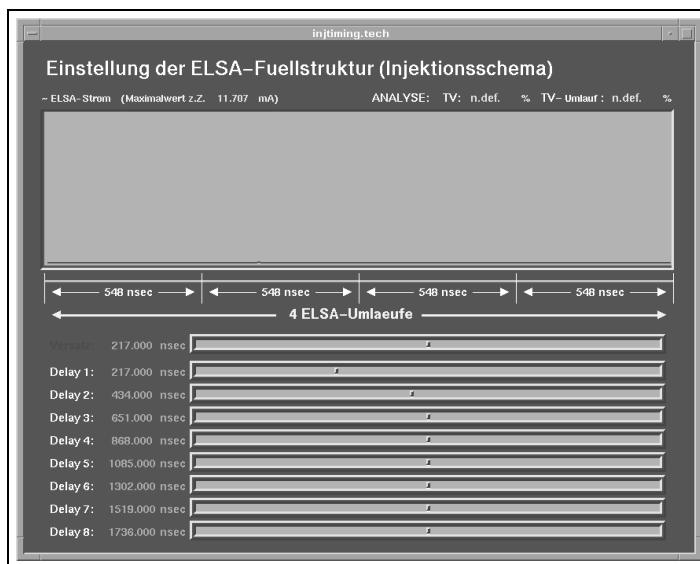 injtiming.tech
Einstellung der ELSA-Fuellstruktur (Injektionsschema)
~ ELSA-Strom (Maximalwert z.Z. 11.707 mA) ANALYSE: TV: n.def. % TV- Umlauf : n.def. %
548 nsec 548 nsec 548 nsec 548 nsec
4 ELSA-Umlaeufe
Versatz: 217.000 nsec
Delay 1: 217.000 nsec
Delay 2: 434.000 nsec
Delay 3: 651.000 nsec
Delay 4: 868.000 nsec
Delay 5: 1085.000 nsec
Delay 6: 1302.000 nsec
Delay 7: 1519.000 nsec
Delay 8: 1736.000 nsec